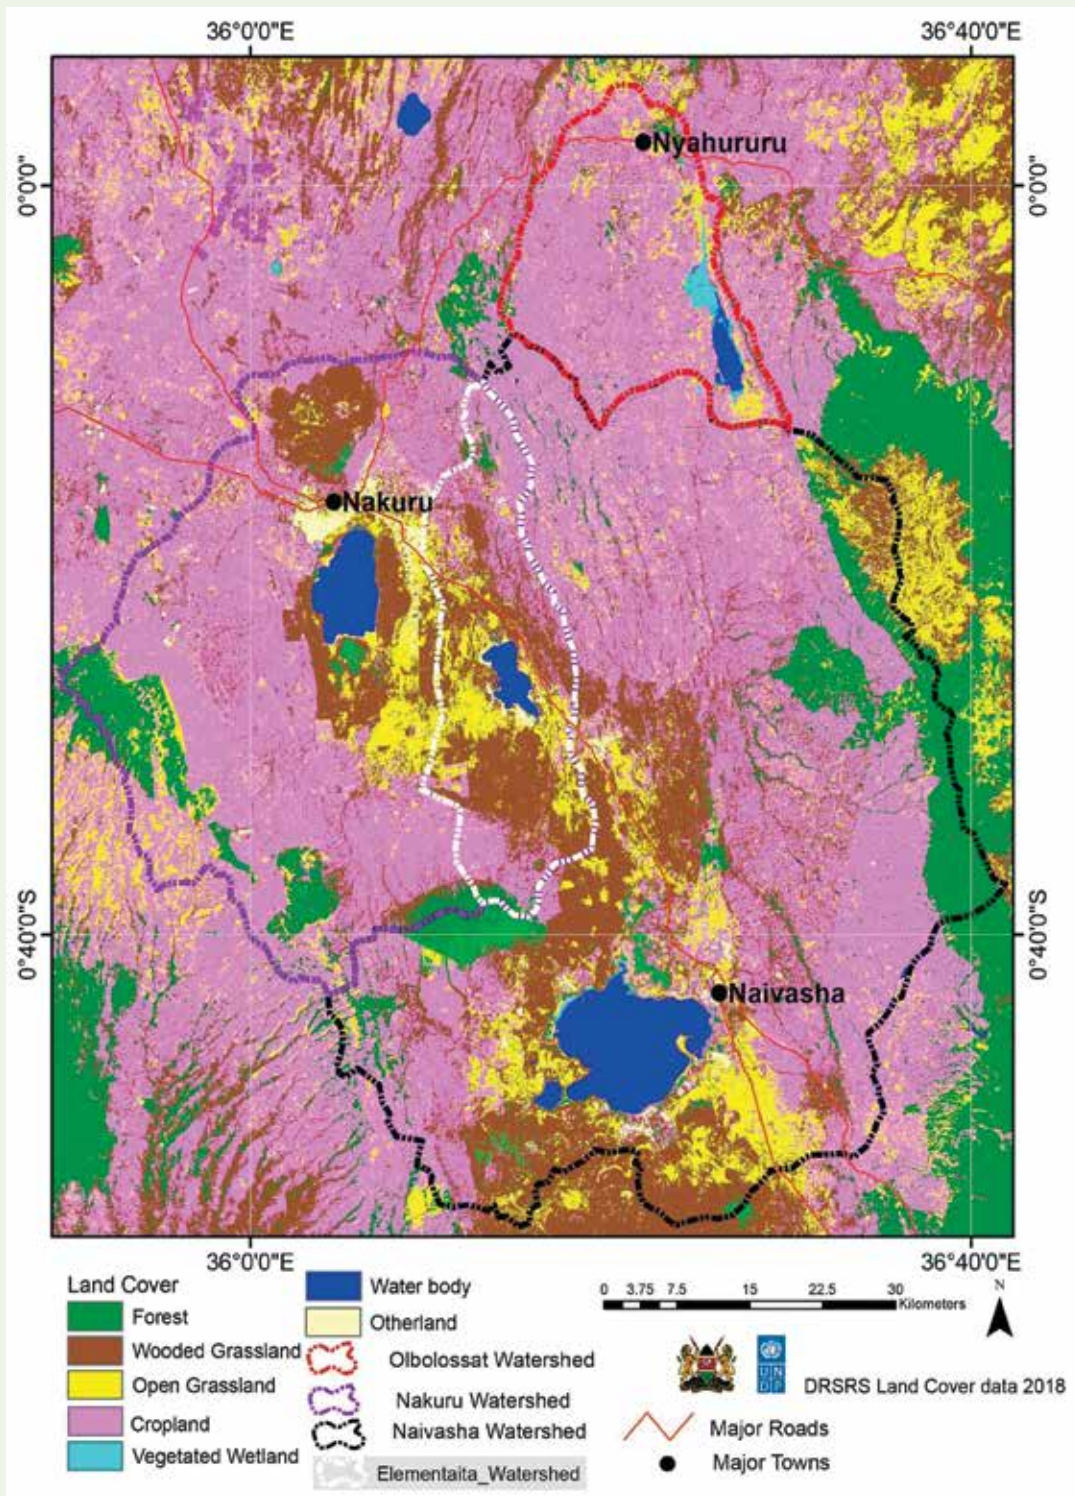 36°0'0"E 36°40'0"E
Nyahururu
0°0'0" 0°0'0"
Nakuru
0°40'0"S 0°40'0"S
Naivasha
36°0'0"E 36°40'0"E
Land Cover
Forest
Wooded Grassland
Open Grassland
Cropland
Vegetated Wetland
Water body
Otherland
Olbolossat Watershed
Nakuru Watershed
Naivasha Watershed
Elementaita_Watershed
0 3.75 7.5 15 22.5 30
Kilometers
N
U N
D P
DRSRS Land Cover data 2018
Major Roads
Major Towns